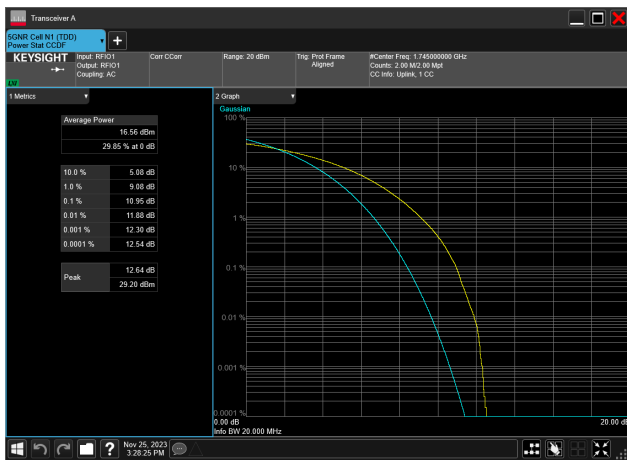 Transceiver A
5GNR Cell N1 (TDD)
Power Stat CCDF
KEYSIGHT
Input: RFIO1
Output: RFIO1
Coupling: AC
Corr CCorr
Range: 20 dBm
Trig: Prot Frame
Aligned
#Center Freq: 1.745000000 GHz
Counts: 2.00 M/2.00 Mpt
CC Info: Uplink, 1 CC
LVI
1 Metrics
Average Power
16.56 dBm
29.85 % at 0 dB
10.0 % 5.08 dB
1.0 % 9.08 dB
0.1 % 10.95 dB
0.01 % 11.88 dB
0.001 % 12.30 dB
0.0001 % 12.54 dB
Peak 12.64 dB
29.20 dBm
2 Graph
Gaussian
100 %
10 %
1 %
0.1 %
0.01 %
0.001 %
0.0001 %
0.00 dB 20.00 dB
Info BW 20.000 MHz
Nov 25, 2023
3:28:25 PM